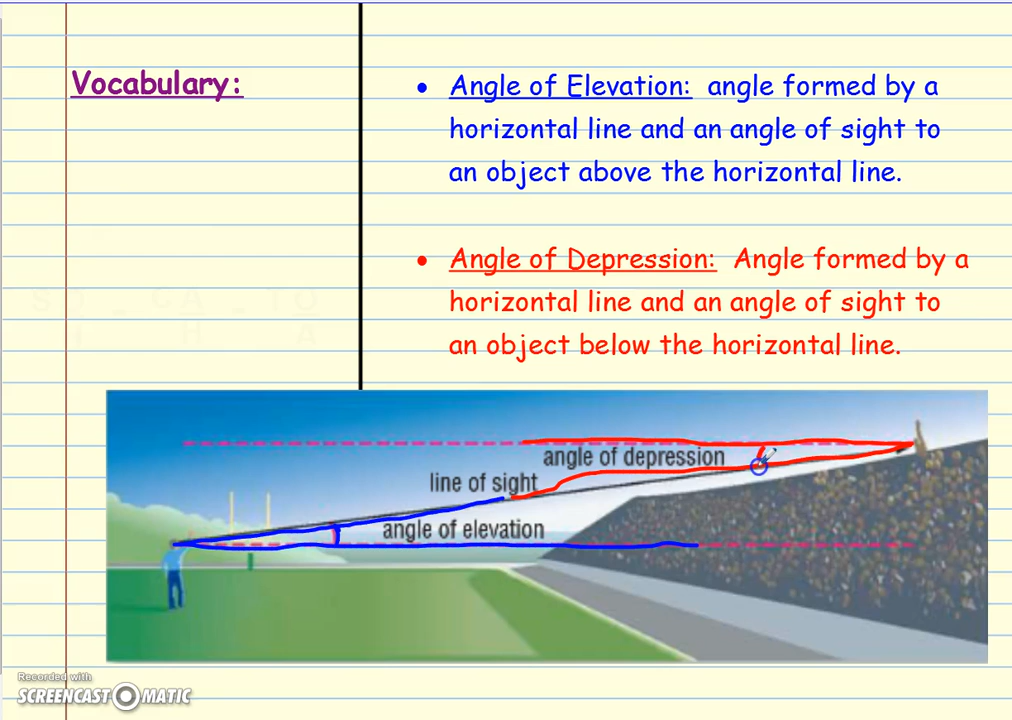 Vocabulary:
• Angle of Elevation: angle formed by a
horizontal line and an angle of sight to
an object above the horizontal line.
• Angle of Depression: Angle formed by a
horizontal line and an angle of sight to
an object below the horizontal line.
angle of depression
line of sight
angle of elevation
Recorded with
SCREENCAST O MATIC